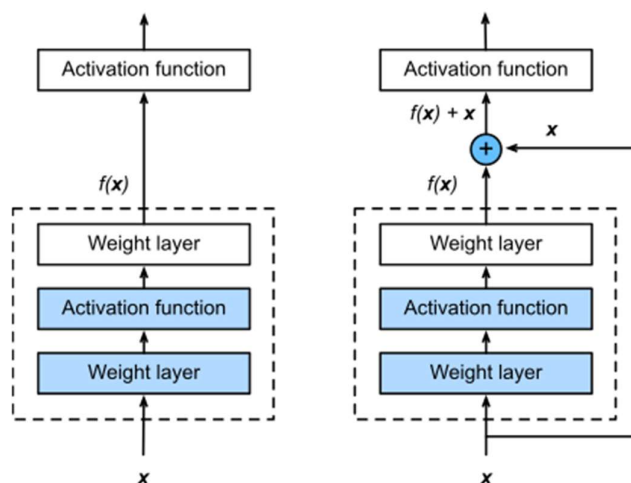 Activation function
f(x)
Weight layer
Activation function
Weight layer
x
Activation function
f(x) + x
x
+
f(x)
Weight layer
Activation function
Weight layer
x